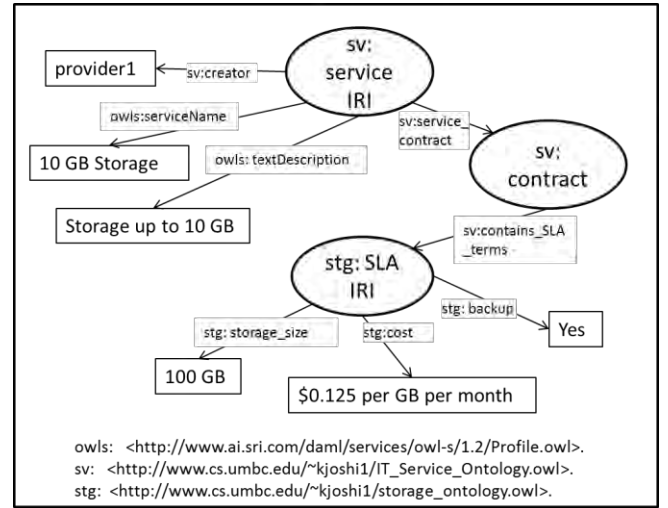 sv:
service
IRI
provider1
sv:creator
owls:serviceName
sv:service_
contract
10 GB Storage
owls: textDescription
sv:
contract
Storage up to 10 GB
sv:contains_SLA
_terms
stg: SLA
IRI
stg: backup
stg: storage_size
stg:cost
Yes
100 GB
$0.125 per GB per month
owls: <http://www.ai.sri.com/daml/services/owl-s/1.2/Profile.owl>.
sv: <http://www.cs.umbc.edu/~kjoshi1/IT_Service_Ontology.owl>.
stg: <http://www.cs.umbc.edu/~kjoshi1/storage_ontology.owl>.